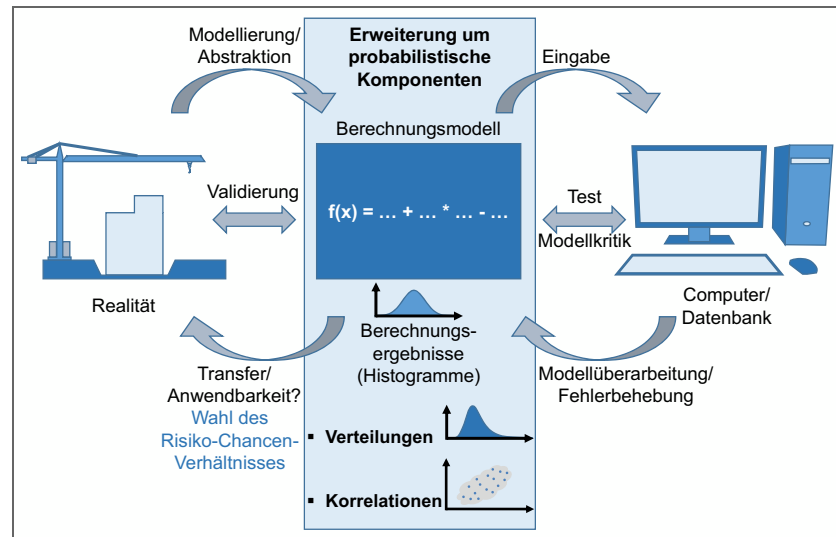 Modellierung/
Abstraktion
Erweiterung um
probabilistische
Komponenten
Eingabe
Berechnungsmodell
Validierung
f(x) = … + … * … - …
Test
Modellkritik
Realität
Computer/
Datenbank
Berechnungs-
ergebnisse
(Histogramme)
Transfer/
Anwendbarkeit?
Wahl des
Risiko-Chancen-
Verhältnisses
Modellüberarbeitung/
Fehlerbehebung
▪ Verteilungen
▪ Korrelationen